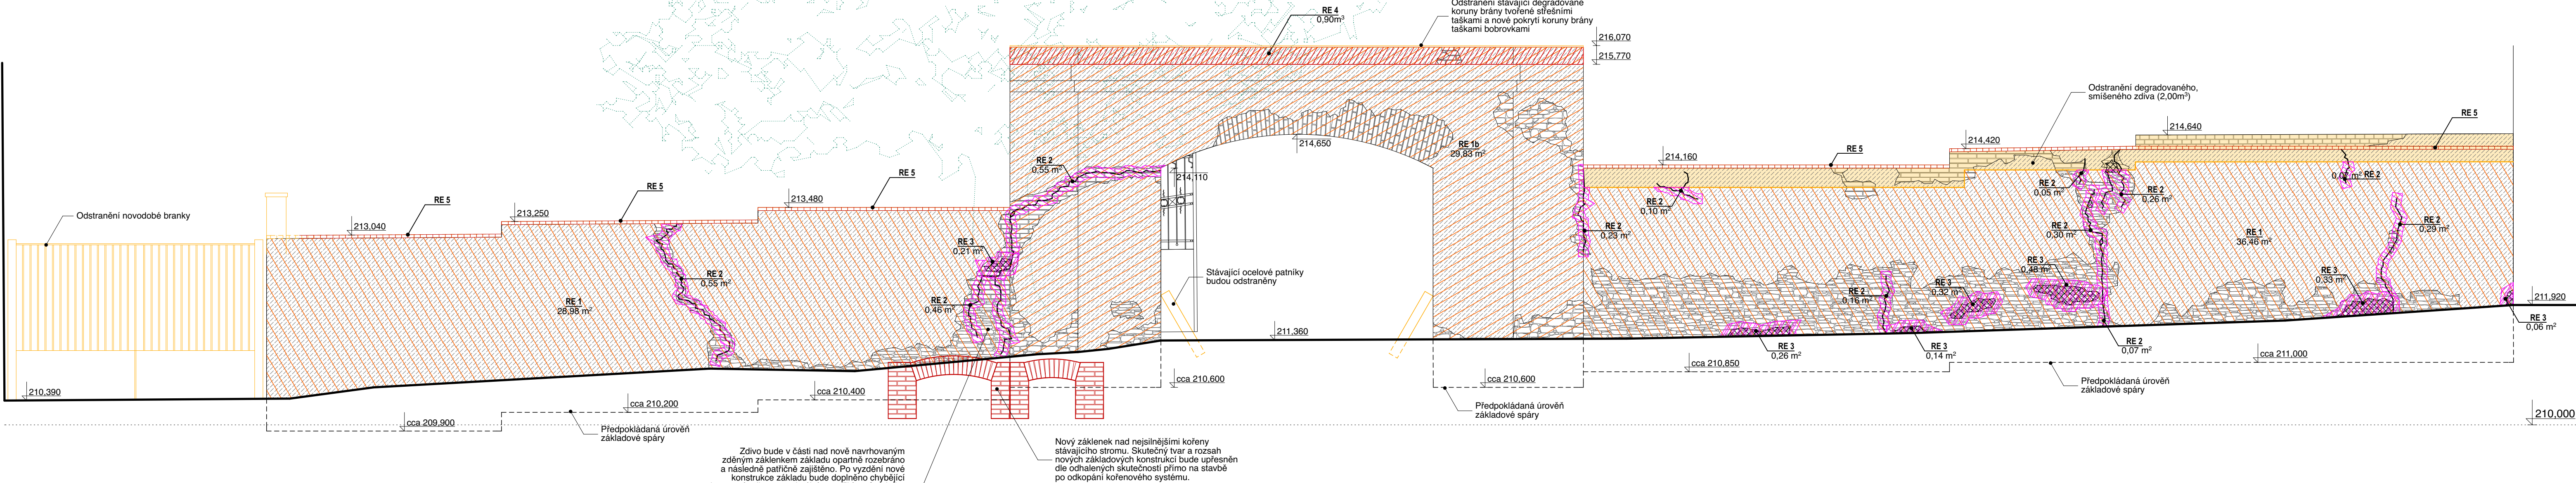 Odstranění stávající degradované
koruny brány tvořené střešními
taškami a nové pokrytí koruny brány
taškami bobrovkami
RE 4
0,90m³
216,070
215,770
Odstranění degradovaného,
smíšeného zdiva (2,00m³)
214,640
RE 5
214,420
214,650
RE 1b
29,83 m²
214,160
RE 5
RE 2
0,55 m²
214,110
RE 5
RE 5
RE 5
213,480
213,250
213,040
Odstranění novodobé branky
RE 2
0,10 m²
RE 2
0,05 m²
RE 2
0,26 m²
RE 2
RE 2
0,23 m²
RE 2
0,30 m²
RE 1
36,46 m²
RE 2
0,29 m²
RE 3
0,21 m²
RE 2
0,55 m²
Stávající ocelové patníky
budou odstraněny
RE 3
0,48 m²
RE 3
0,33 m²
RE 3
0,32 m²
RE 2
0,16 m²
RE 1
28,98 m²
RE 2
0,46 m²
211,920
RE 3
0,06 m²
211,360
RE 3
0,26 m²
RE 3
0,14 m²
RE 2
0,07 m²
cca 211,000
cca 210,850
cca 210,600
cca 210,600
Předpokládaná úroveň
základové spáry
Předpokládaná úroveň
základové spáry
210,390
cca 210,400
cca 210,200
cca 209,900
Předpokládaná úroveň
základové spáry
210,000
Zdivo bude v části nad nově navrhovaným
zděným záklenkem základu opartně rozebráno
a následně patřičně zajištěno. Po vyzdění nové
konstrukce základu bude doplněno chybějící
Nový záklenek nad nejsilnějšími kořeny
stávajícího stromu. Skutečný tvar a rozsah
nových základových konstrukcí bude upřesněn
dle odhalených skutečností přímo na stavbě
po odkopání kořenového systému.